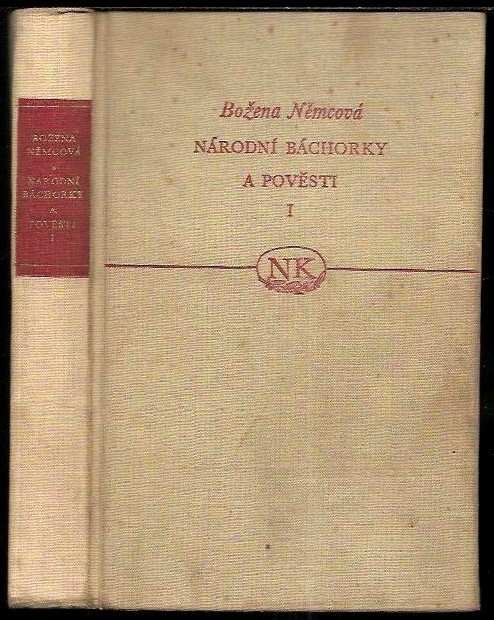 BOŽENA
NĚMCOVÁ
NÁRODNÍ
BÁCHORKY
A
POVĚSTI
I
Božena Němcová
NÁRODNÍ BÁCHORKY
A POVĚSTI
I
NK